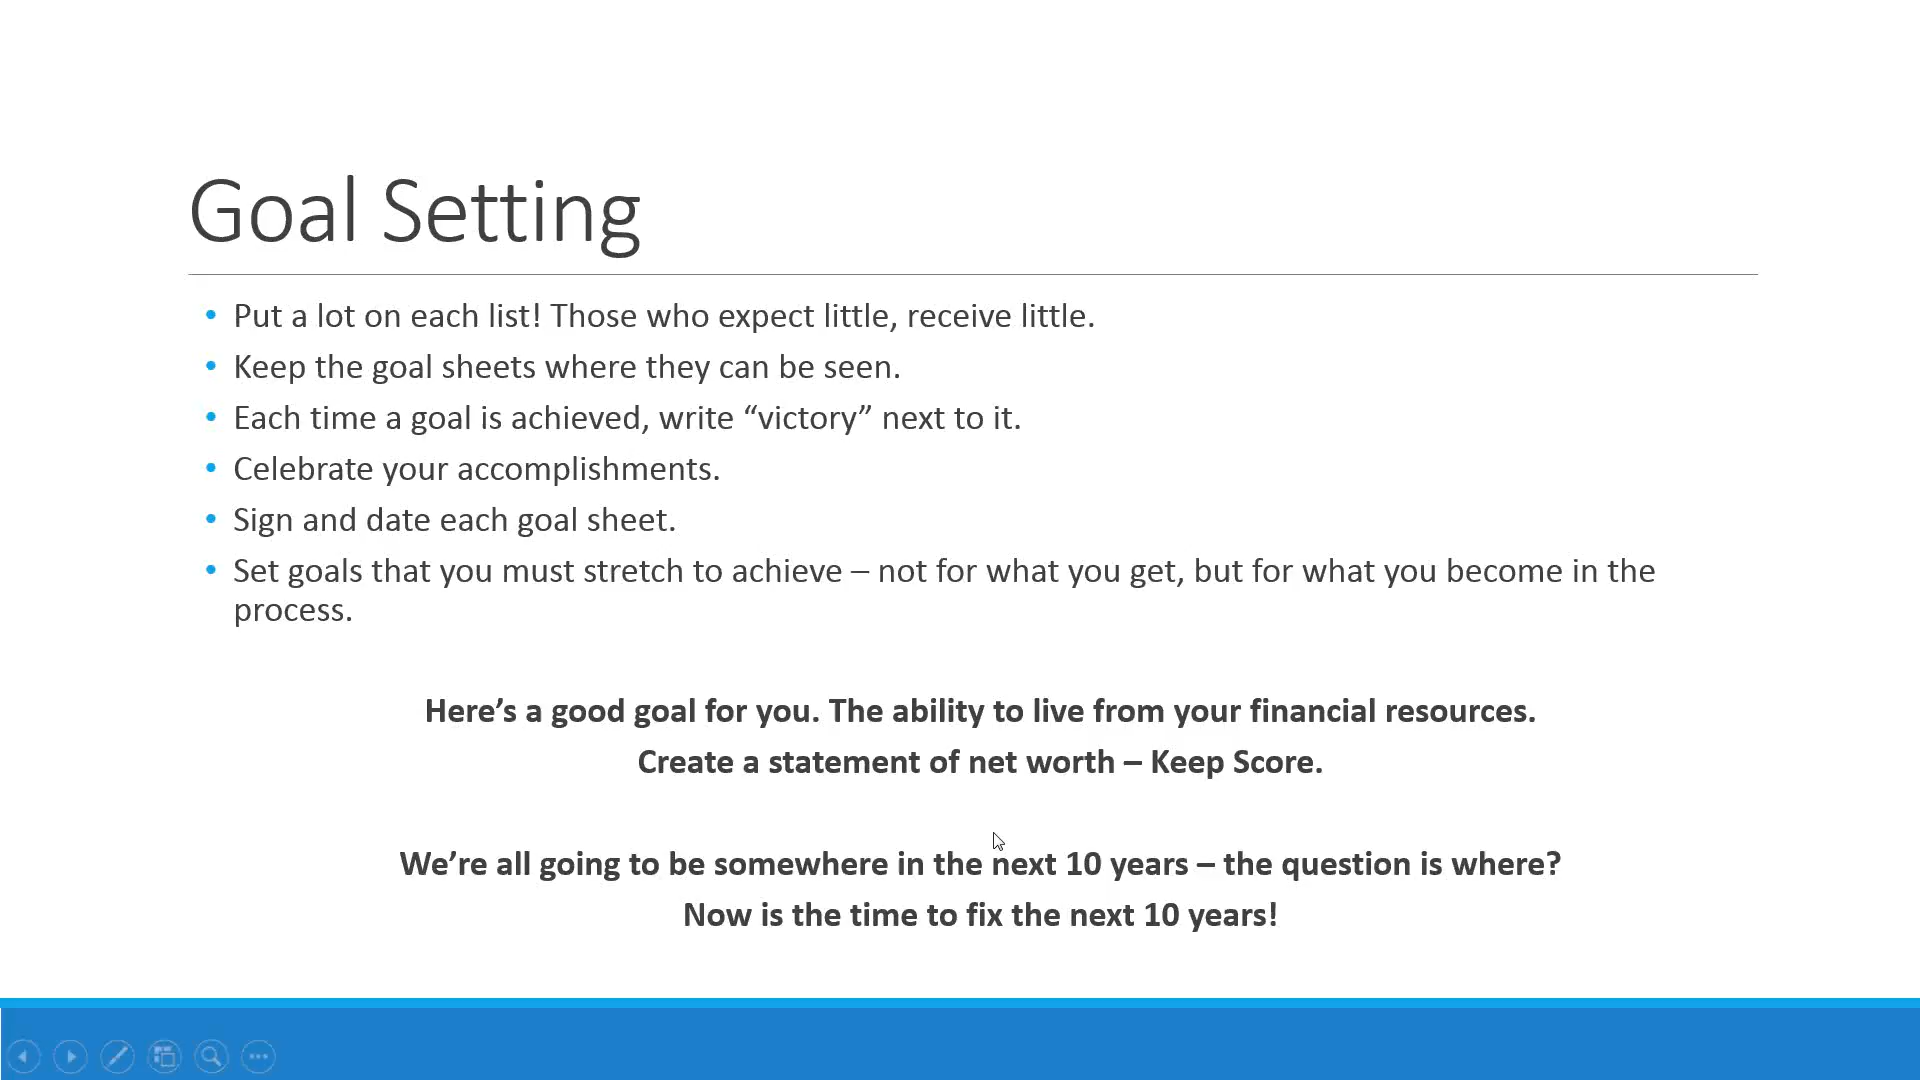 Goal Setting
• Put a lot on each list! Those who expect little, receive little.
• Keep the goal sheets where they can be seen.
• Each time a goal is achieved, write “victory” next to it.
• Celebrate your accomplishments.
• Sign and date each goal sheet.
• Set goals that you must stretch to achieve – not for what you get, but for what you become in the
process.
Here’s a good goal for you. The ability to live from your financial resources.
Create a statement of net worth – Keep Score.
We’re all going to be somewhere in the next 10 years – the question is where?
Now is the time to fix the next 10 years!